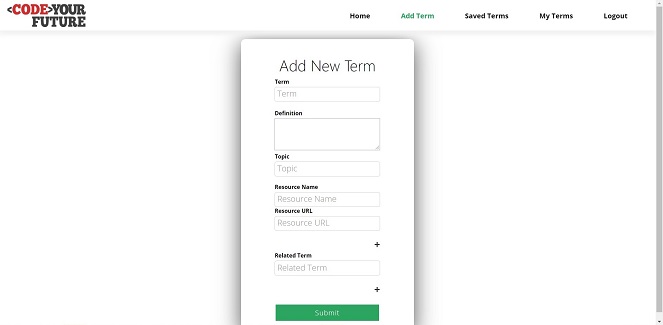 <CODE>YOUR
FUTURE
Home Add Term Saved Terms My Terms Logout
Add New Term
Term
Term
Definition
Topic
Topic
Resource Name
Resource Name
Resource URL
Resource URL
+
Related Term
Related Term
+
Submit